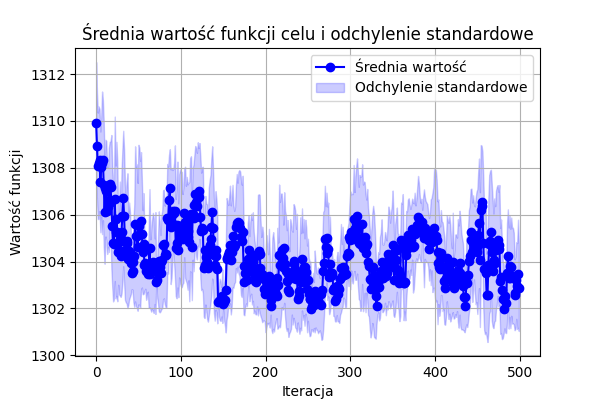 Średnia wartość funkcji celu i odchylenie standardowe
Średnia wartość
Odchylenie standardowe
Wartość funkcji
1312
1310
1308
1306
1304
1302
1300
0 100 200 300 400 500
Iteracja